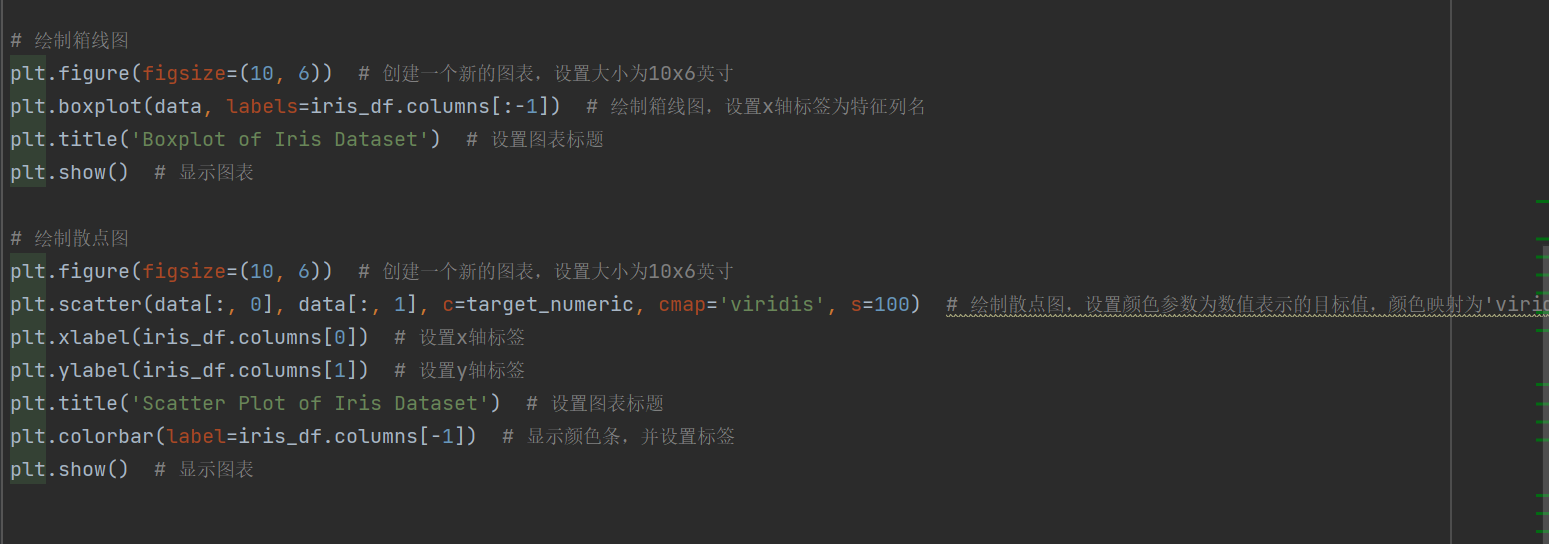 # 绘制箱线图
plt.figure(figsize=(10, 6))  # 创建一个新的图表，设置大小为10x6英寸
plt.boxplot(data, labels=iris_df.columns[:-1])  # 绘制箱线图，设置x轴标签为特征列名
plt.title('Boxplot of Iris Dataset')  # 设置图表标题
plt.show()  # 显示图表
# 绘制散点图
plt.figure(figsize=(10, 6))  # 创建一个新的图表，设置大小为10x6英寸
plt.scatter(data[:, 0], data[:, 1], c=target_numeric, cmap='viridis', s=100)  # 绘制散点图，设置颜色参数为数值表示的目标值，颜色映射为
plt.xlabel(iris_df.columns[0])  # 设置x轴标签
plt.ylabel(iris_df.columns[1])  # 设置y轴标签
plt.title('Scatter Plot of Iris Dataset')  # 设置图表标题
plt.colorbar(label=iris_df.columns[-1])  # 显示颜色条，并设置标签
plt.show()  # 显示图表